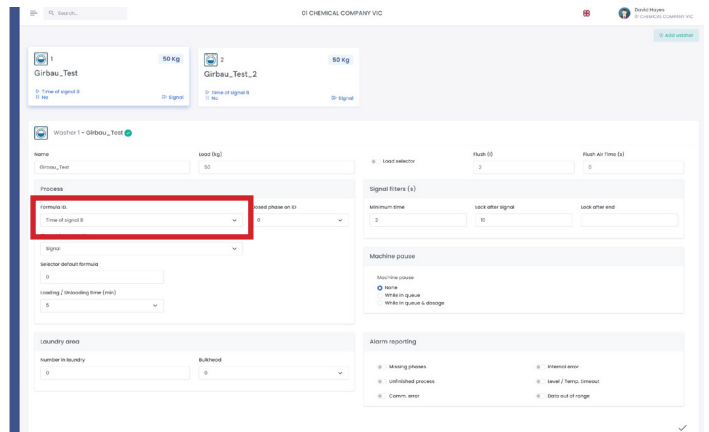 Search...
01 CHEMICAL COMPANY VIC
David Hayes
01 CHEMICAL COMPANY VIC
Add washer
1
50 Kg
Girbau_Test
Time of signal 8
No
Signal
2
50 Kg
Girbau_Test_2
Time of signal 8
No
Signal
Washer 1 - Girbau_Test
Name
Load (kg)
Load selector
Flush (l)
Flush Air Time (s)
Girbau_Test
50
2
0
Process
Signal filters (s)
Formula ID.
closed phase on ID
Minimum time
Lock after signal
Lock after end
Time of signal 8
0
2
10
Signal
Machine pause
Selector default formula
0
Machine pause
None
While in queue
While in queue & dosage
Loading / Unloading time (min)
5
Laundry area
Alarm reporting
Number in laundry
Bulkhead
0
0
Missing phases
Internal error
Unfinished process
Level / Temp. timeout
Comm. error
Data out of range